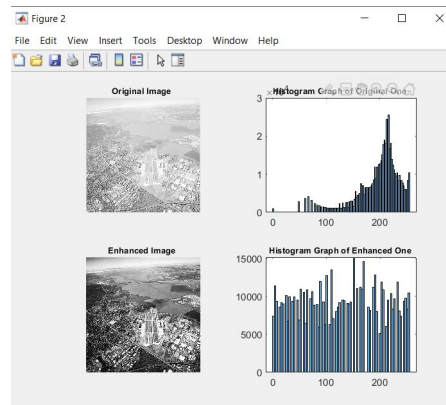 Figure 2
File Edit View Insert Tools Desktop Window Help
Original Image
Histogram Graph of Original One
3
2
1
0
0 100 200
Enhanced Image
Histogram Graph of Enhanced One
15000
10000
5000
0
0 100 200